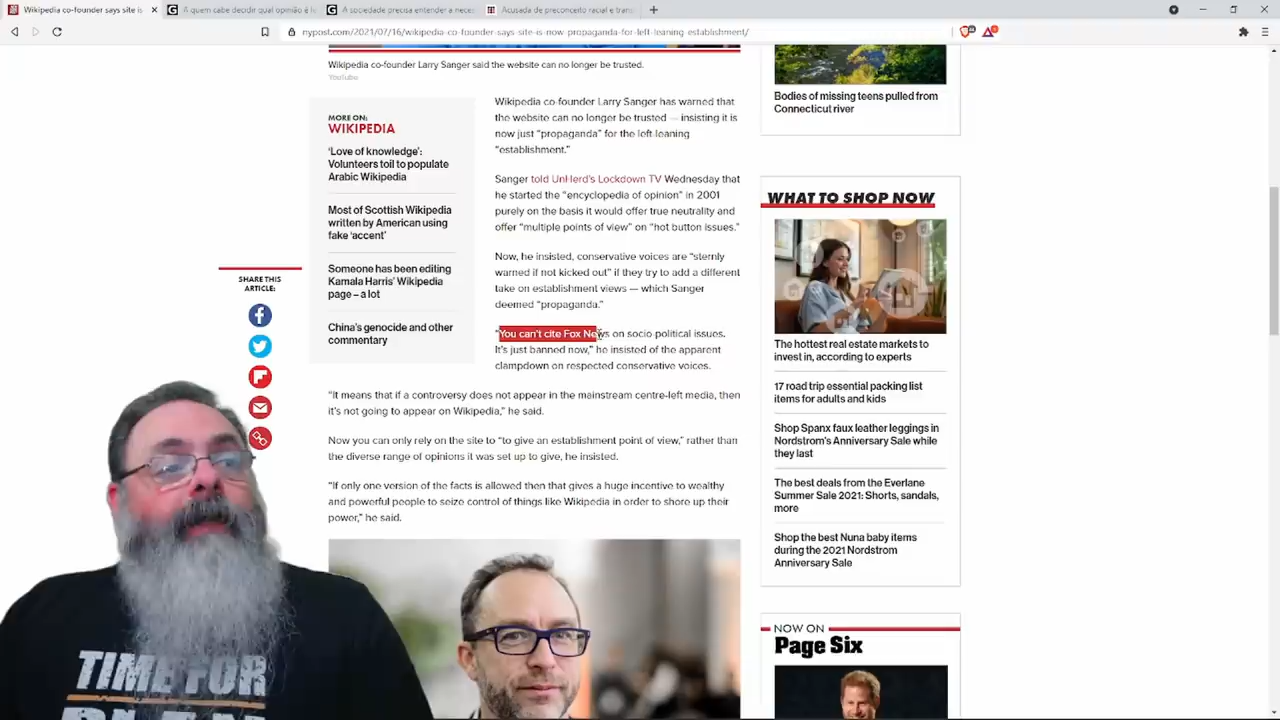 Wikipedia co-founder says site is
A quem cabe decidir qual opinião é l
A sociedade precisa entender a nece
Acusada de preconceito racial e tran
nypost.com/2021/07/16/wikipedia-co-founder-says-site-is-now-propaganda-for-left-leaning-establishment/
Wikipedia co-founder Larry Sanger said the website can no longer be trusted.
YouTube
MORE ON:
WIKIPEDIA
'Love of knowledge':
Volunteers toil to populate
Arabic Wikipedia
Most of Scottish Wikipedia
written by American using
fake 'accent'
Someone has been editing
Kamala Harris' Wikipedia
page – a lot
China's genocide and other
commentary
SHARE THIS
ARTICLE:
Wikipedia co-founder Larry Sanger has warned that
the website can no longer be trusted — insisting it is
now just "propaganda" for the left-leaning
"establishment."
Sanger told UnHerd's Lockdown TV Wednesday that
he started the "encyclopedia of opinion" in 2001
purely on the basis it would offer true neutrality and
offer "multiple points of view" on "hot button issues."
Now, he insisted, conservative voices are "sternly
warned if not kicked out" if they try to add a different
take on establishment views — which Sanger
deemed "propaganda."
"You can't cite Fox News on socio-political issues.
It's just banned now," he insisted of the apparent
clampdown on respected conservative voices.
"It means that if a controversy does not appear in the mainstream centre-left media, then
it's not going to appear on Wikipedia," he said.
Now you can only rely on the site to "to give an establishment point of view," rather than
the diverse range of opinions it was set up to give, he insisted.
"If only one version of the facts is allowed then that gives a huge incentive to wealthy
and powerful people to seize control of things like Wikipedia in order to shore up their
power," he said.
Bodies of missing teens pulled from
Connecticut river
WHAT TO SHOP NOW
The hottest real estate markets to
invest in, according to experts
17 road trip essential packing list
items for adults and kids
Shop Spanx faux leather leggings in
Nordstrom's Anniversary Sale while
they last
The best deals from the Everlane
Summer Sale 2021: Shorts, sandals,
more
Shop the best Nuna baby items
during the 2021 Nordstrom
Anniversary Sale
NOW ON
Page Six
TIME FOR